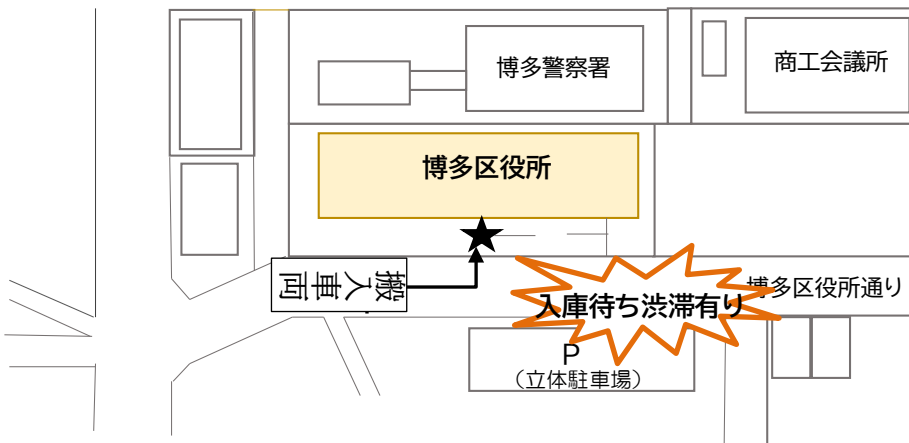 博多警察署
商工会議所
博多区役所
搬入車両
博多区役所通り
入庫待ち渋滞有り
P
（立体駐車場）